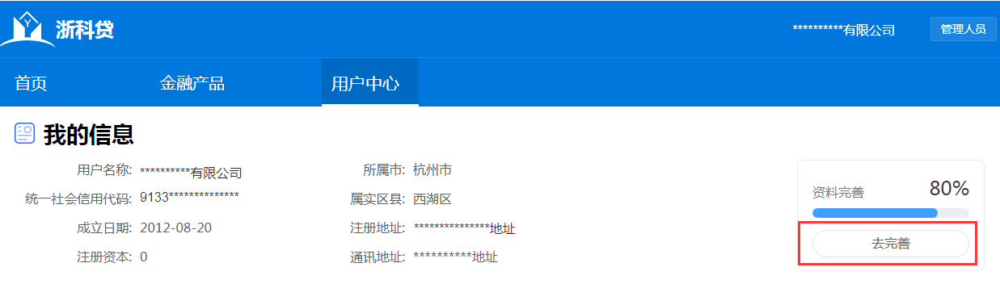 Y
浙科贷
**********有限公司
管理人员
首页 金融产品 用户中心
我的信息
用户名称: **********有限公司
所属市: 杭州市
统一社会信用代码: 9133**************
属实区县: 西湖区
成立日期: 2012-08-20
注册地址: ***************地址
注册资本: 0
通讯地址: **********地址
资料完善 80%
去完善